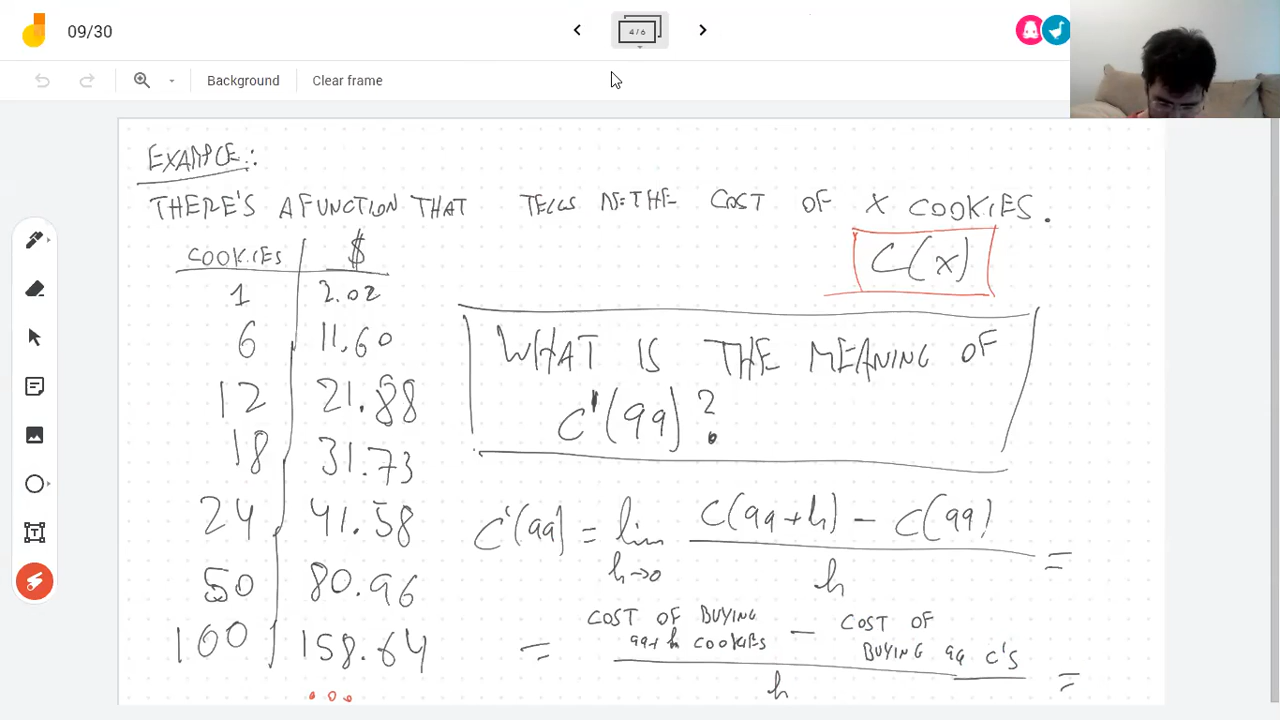 09/30
4 / 6
Background
Clear frame
EXAMPLE:
THERE'S A FUNCTION THAT TELLS ME THE COST OF X COOKIES.
COOKIES $
C(x)
1 2.02
6 11.60
12 21.88
18 31.73
24 41.58
50 80.96
100 158.64
...
WHAT IS THE MEANING OF
C'(99)?
C'(99) = lim h→0 C(99+h) - C(99) / h =
= COST OF BUYING 99+h COOKIES - COST OF BUYING 99 C'S / h =